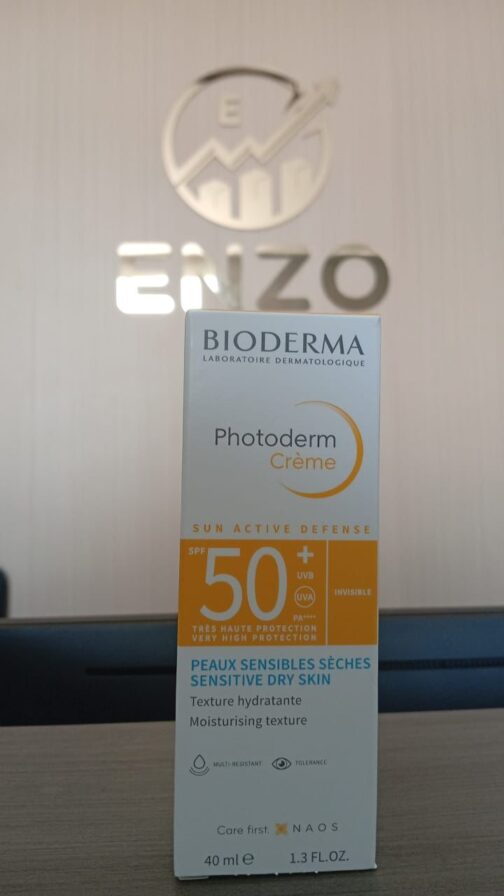 E
ENZO
BIODERMA
LABORATOIRE DERMATOLOGIQUE
Photoderm
Crème
SUN ACTIVE DEFENSE
SPF 50+
UVB
UVA
PA++++
INVISIBLE
TRÈS HAUTE PROTECTION
VERY HIGH PROTECTION
PEAUX SENSIBLES SÈCHES
SENSITIVE DRY SKIN
Texture hydratante
Moisturising texture
MULTI-RESISTANT TOLERANCE
Care first. NAOS
40 ml e 1.3 FL.OZ.